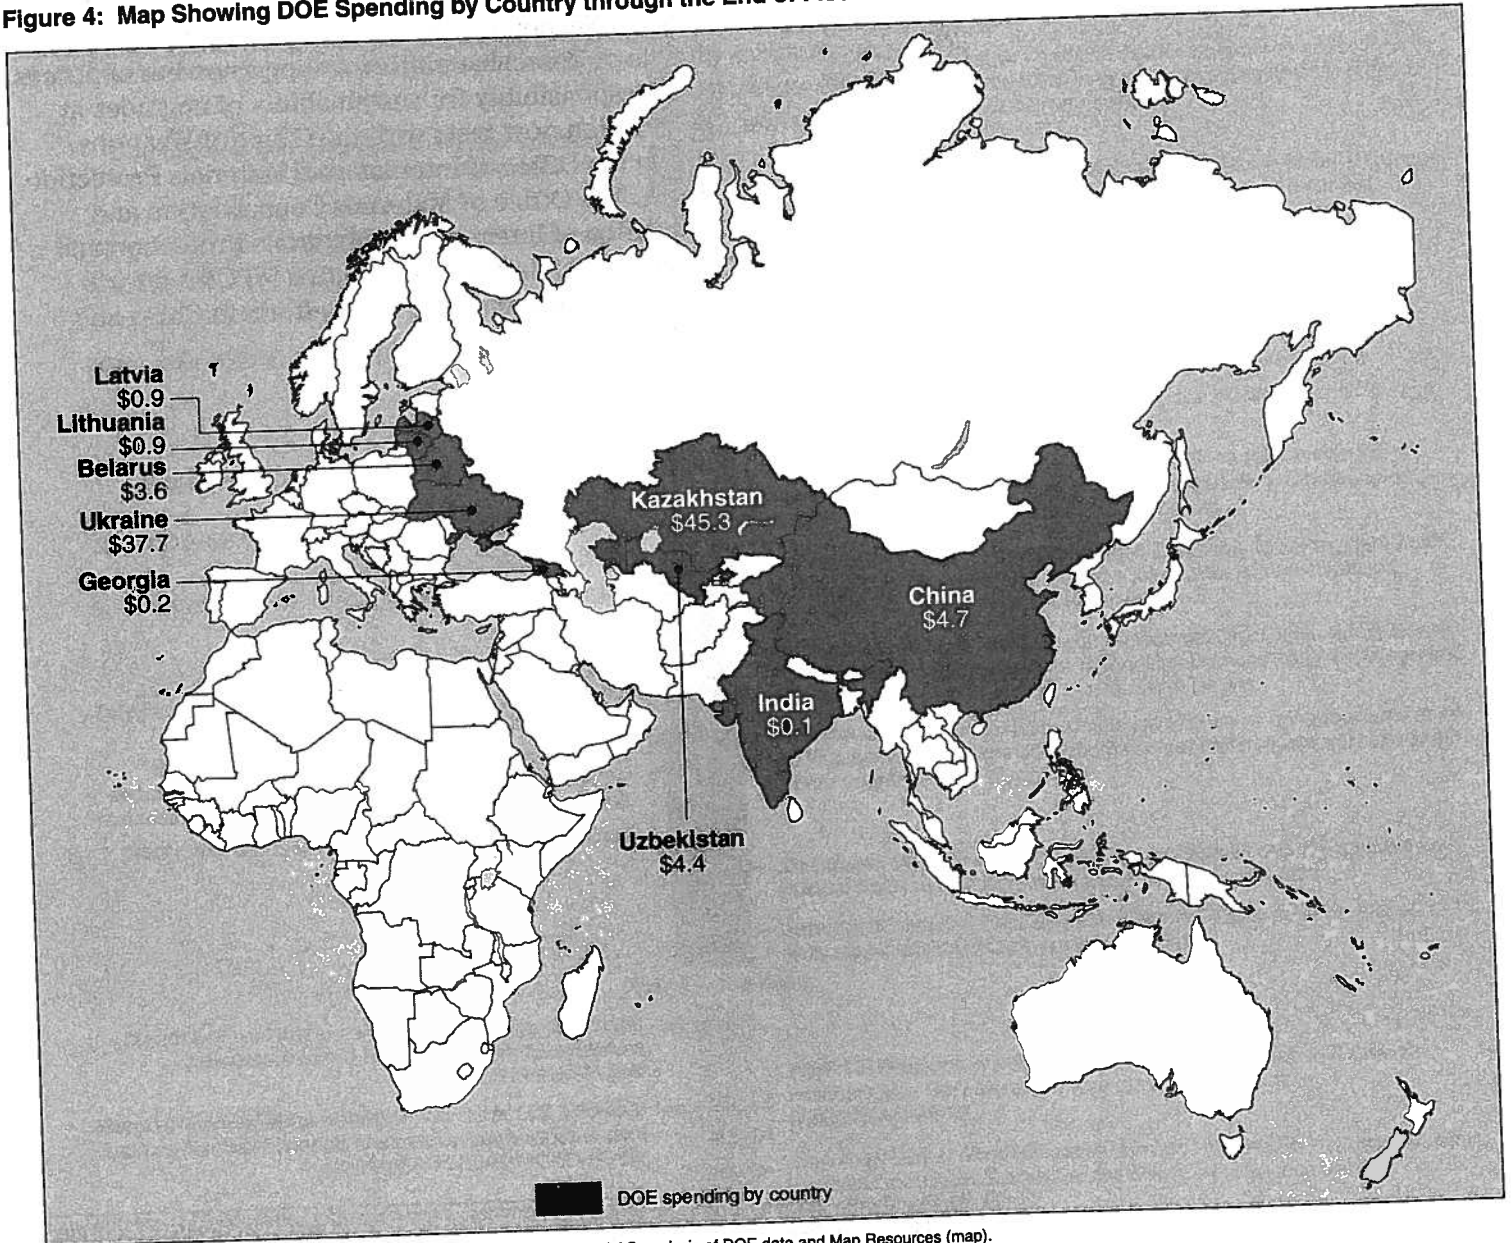 Figure 4: Map Showing DOE Spending by Country through the End of
Latvia
$0.9
Lithuania
$0.9
Belarus
$3.6
Ukraine
$37.7
Georgia
$0.2
Kazakhstan
$45.3
China
$4.7
India
$0.1
Uzbekistan
$4.4
DOE spending by country
of DOE data and Map Resources (map).